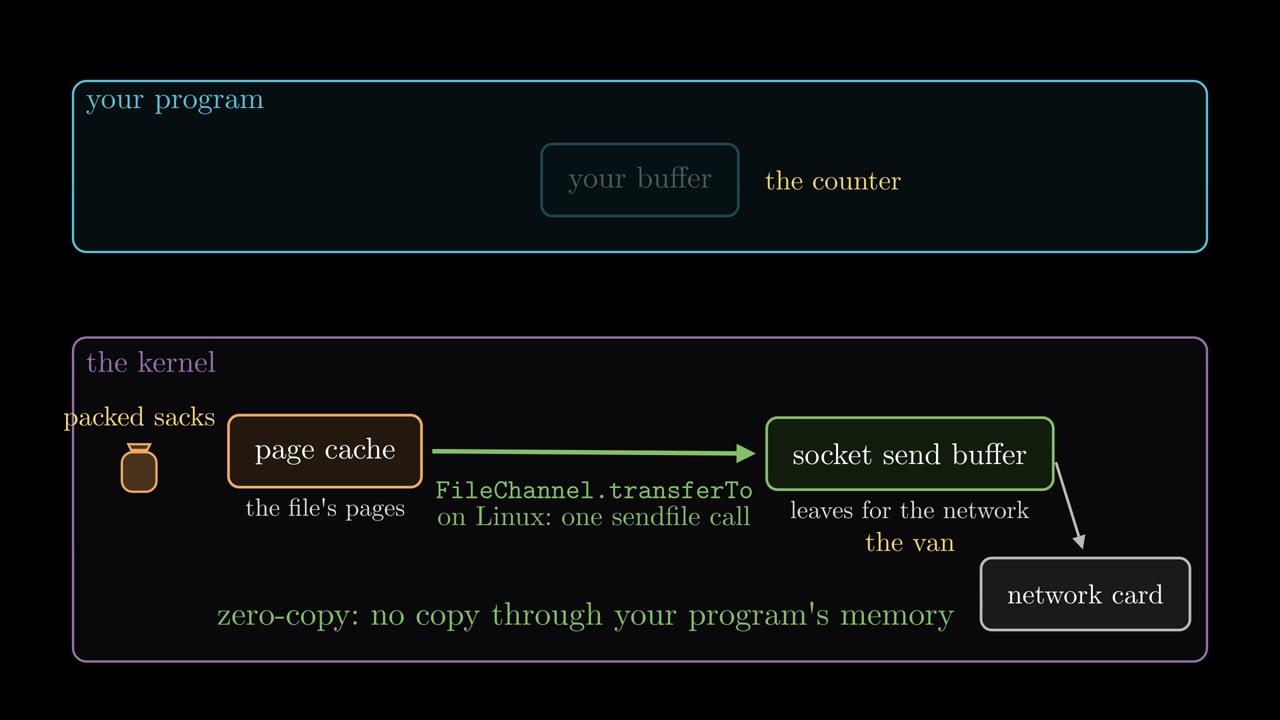 your program
your buffer
the counter
the kernel
packed sacks
page cache
socket send buffer
the file's pages
FileChannel.transferTo
on Linux: one sendfile call
leaves for the network
the van
network card
zero-copy: no copy through your program's memory